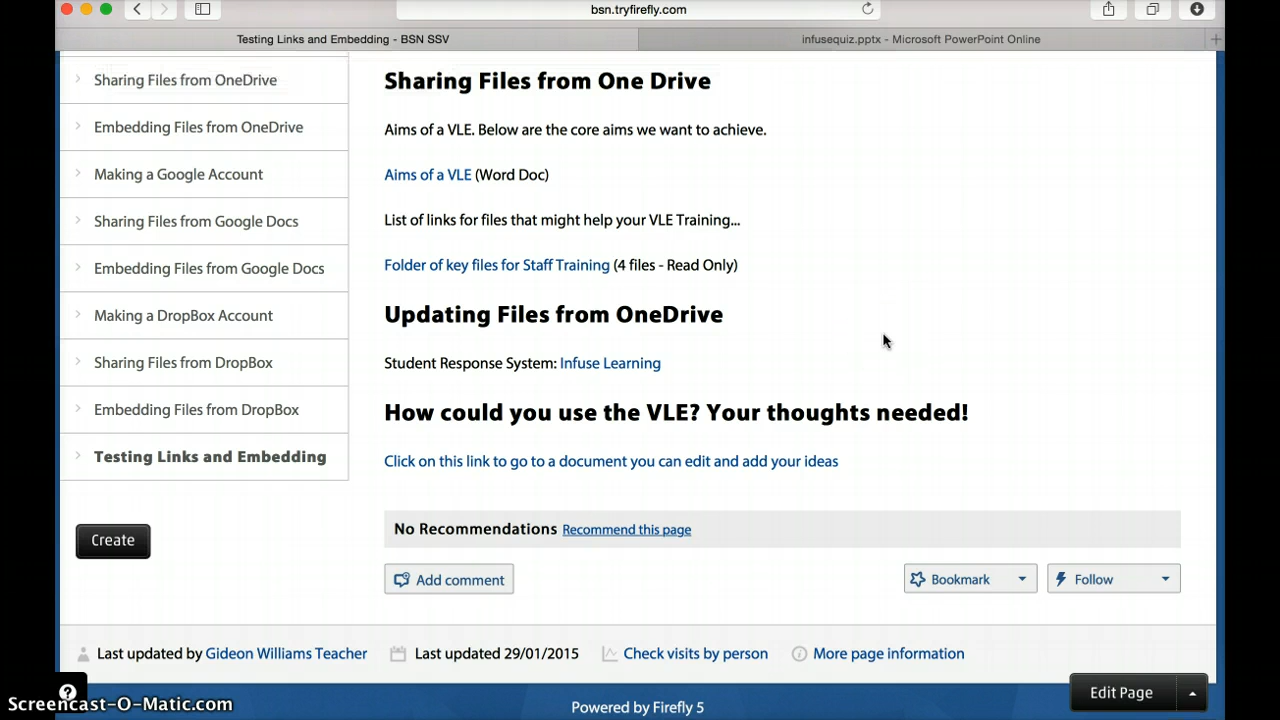 bsn.tryfirefly.com
Testing Links and Embedding - BSN SSV
infusequiz.pptx - Microsoft PowerPoint Online
Sharing Files from OneDrive
Embedding Files from OneDrive
Making a Google Account
Sharing Files from Google Docs
Embedding Files from Google Docs
Making a DropBox Account
Sharing Files from DropBox
Embedding Files from DropBox
Testing Links and Embedding
Create
Sharing Files from One Drive
Aims of a VLE. Below are the core aims we want to achieve.
Aims of a VLE (Word Doc)
List of links for files that might help your VLE Training...
Folder of key files for Staff Training (4 files - Read Only)
Updating Files from OneDrive
Student Response System: Infuse Learning
How could you use the VLE? Your thoughts needed!
Click on this link to go to a document you can edit and add your ideas
No Recommendations Recommend this page
Add comment
Bookmark
Follow
Last updated by Gideon Williams Teacher
Last updated 29/01/2015
Check visits by person
More page information
?
Edit Page
Screencast-O-Matic.com
Powered by Firefly 5